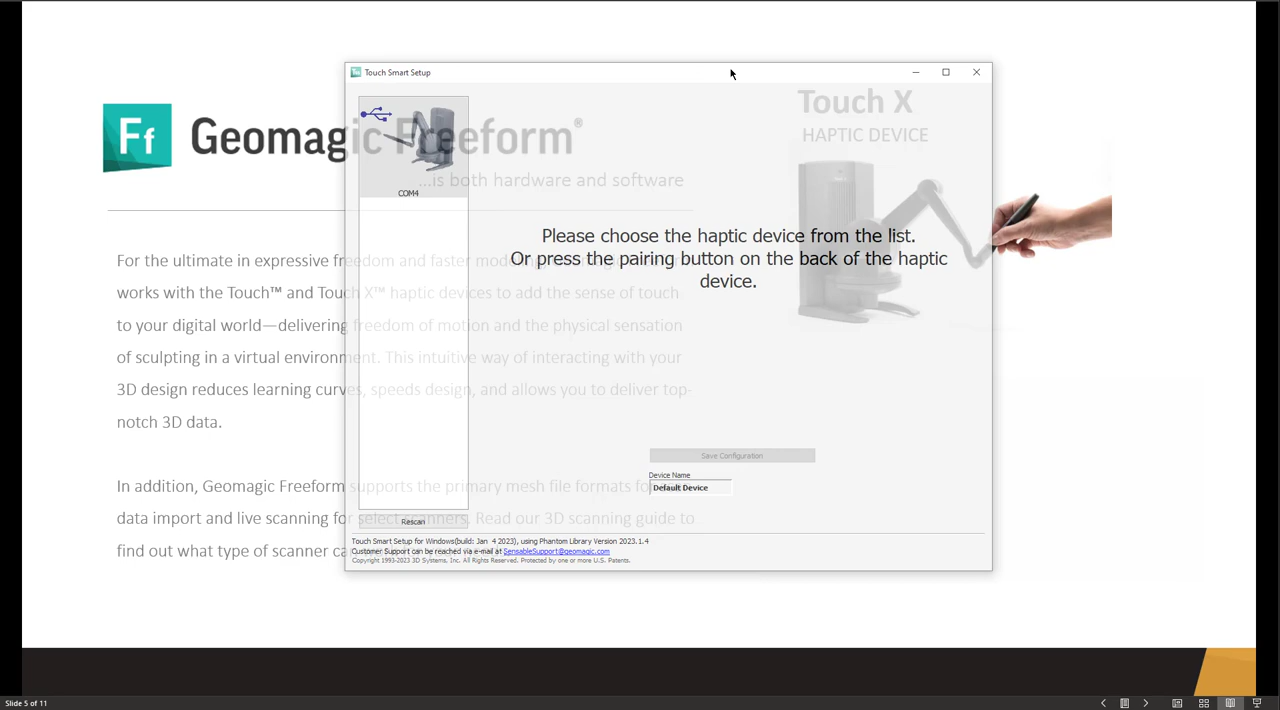 Touch Smart Setup
Touch X
HAPTIC DEVICE
Ff
Geomagic Freeform®
...is both hardware and software
COM4
Please choose the haptic device from the list.
Or press the pairing button on the back of the haptic
device.
For the ultimate in expressive freedom and faster
works with the Touch™ and Touch X™ haptic devices to add the sense of touch
to your digital world—delivering freedom of motion and the physical sensation
of sculpting in a virtual environment. This intuitive way of interacting with your
3D design reduces learning curves, speeds design, and allows you to deliver top-
notch 3D data.
Save Configuration
Device Name
Default Device
In addition, Geomagic Freeform supports the primary mesh file formats for
data import and live scanning for select scanners. Read our 3D scanning guide to
find out what type of scanner
Rescan
Touch Smart Setup for Windows(build: Jan 4 2023), using Phantom Library Version 2023.1.4
Customer Support can be reached via e-mail at SensableSupport@geomagic.com
Copyright 1993-2023 3D Systems, Inc. All Rights Reserved. Protected by one or more U.S. Patents.
Slide 5 of 11